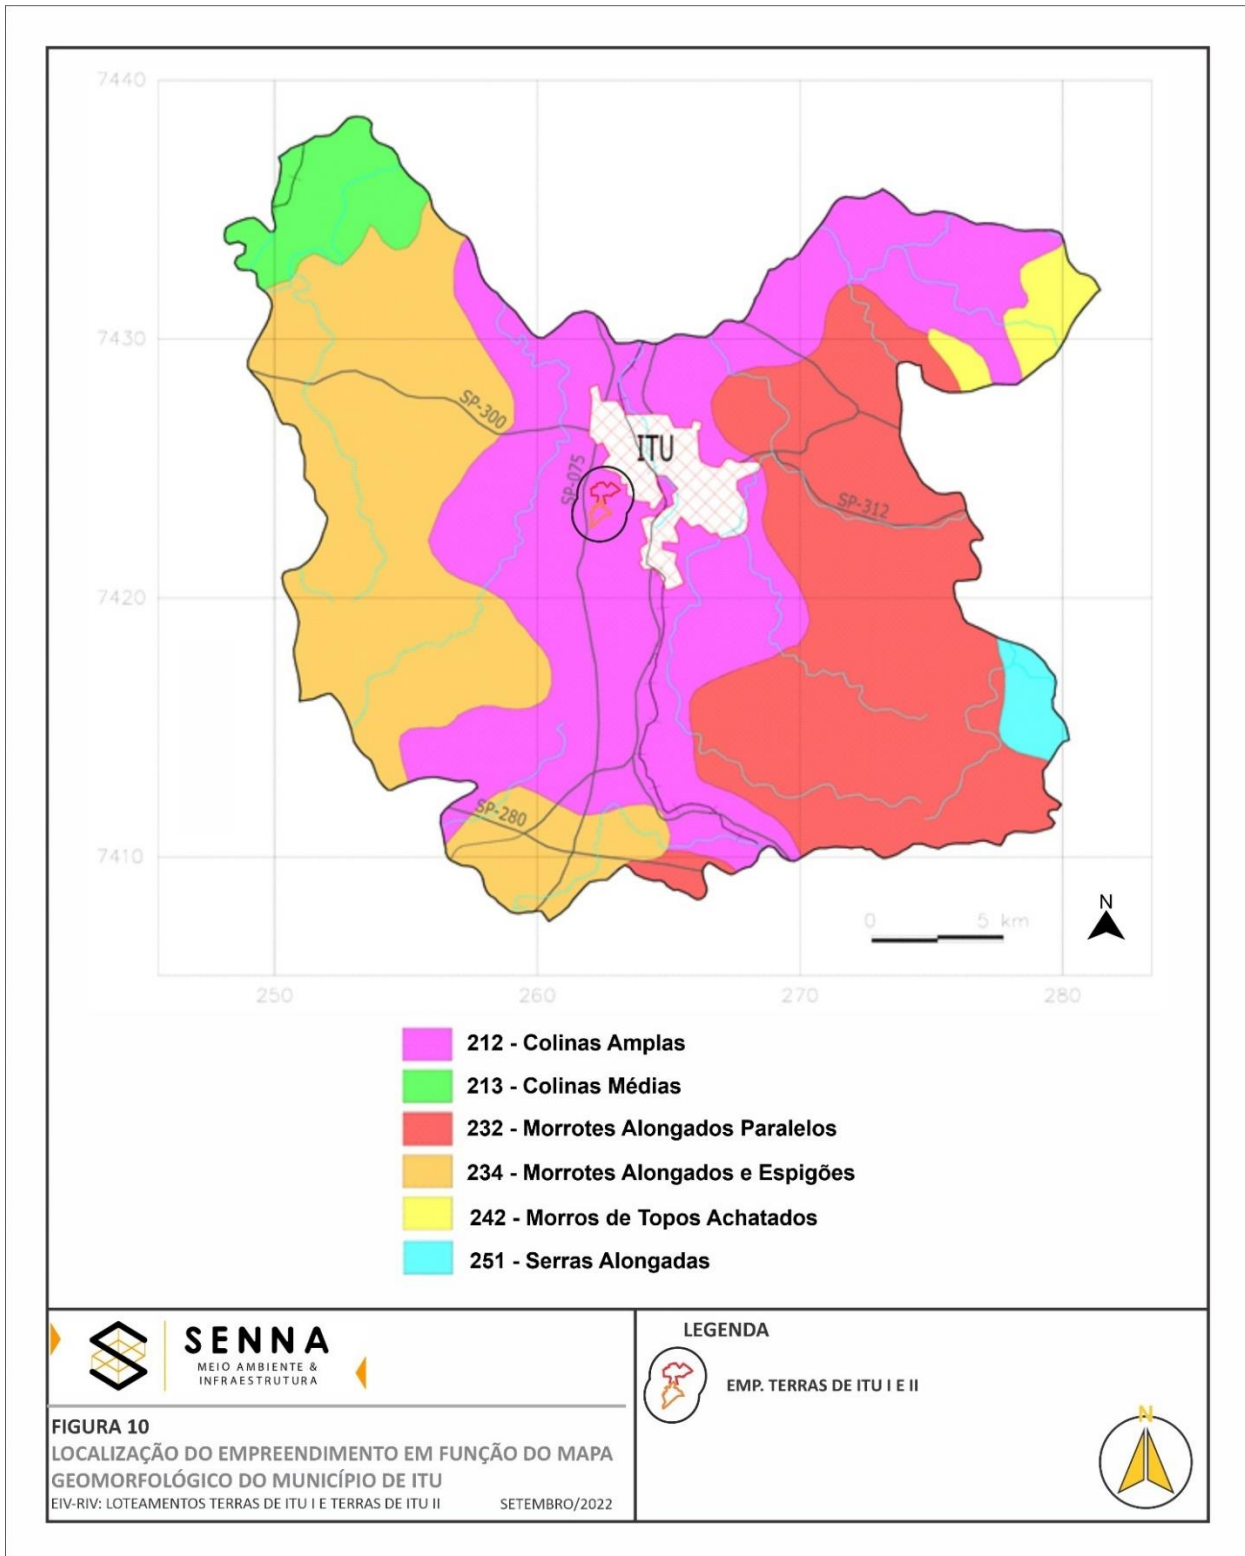 7440
7430
SP-300
ITU
SP-075
SP-312
7420
SP-280
7410
N
0 5 km
250 260 270 280
212 - Colinas Amplas
213 - Colinas Médias
232 - Morrotes Alongados Paralelos
234 - Morrotes Alongados e Espigões
242 - Morros de Topos Achatados
251 - Serras Alongadas
SENNA
MEIO AMBIENTE &
INFRAESTRUTURA
FIGURA 10
LOCALIZAÇÃO DO EMPREENDIMENTO EM FUNÇÃO DO MAPA
GEOMORFOLÓGICO DO MUNICÍPIO DE ITU
EIV-RIV: LOTEAMENTOS TERRAS DE ITU I E TERRAS DE ITU II SETEMBRO/2022
LEGENDA
EMP. TERRAS DE ITU I E II
N